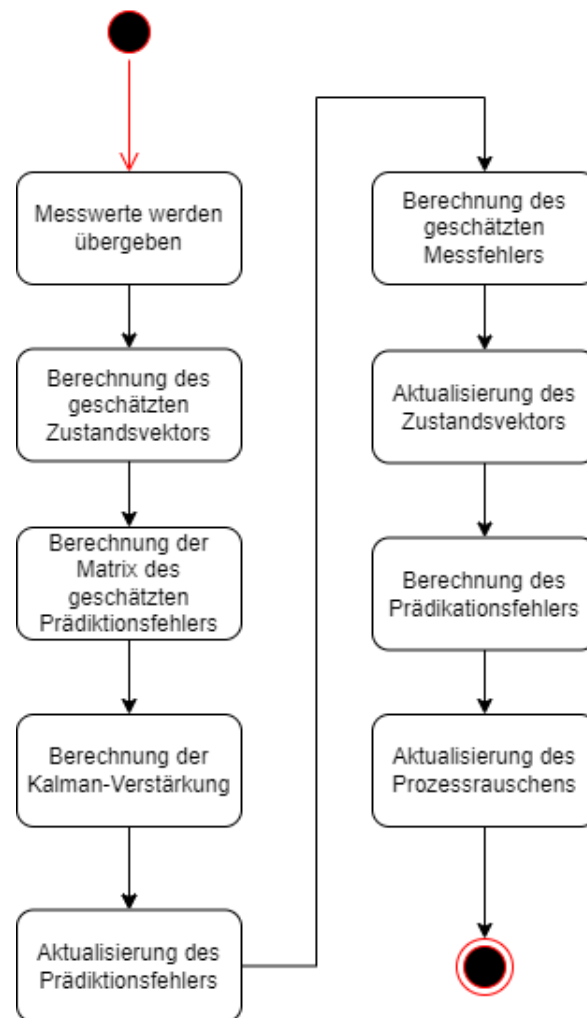 Messwerte werden
übergeben
Berechnung des
geschätzten
Zustandsvektors
Berechnung der
Matrix des
geschätzten
Prädiktionsfehlers
Berechnung der
Kalman-Verstärkung
Aktualisierung des
Prädiktionsfehlers
Berechnung des
geschätzten
Messfehlers
Aktualisierung des
Zustandsvektors
Berechnung des
Prädikationsfehlers
Aktualisierung des
Prozessrauschens